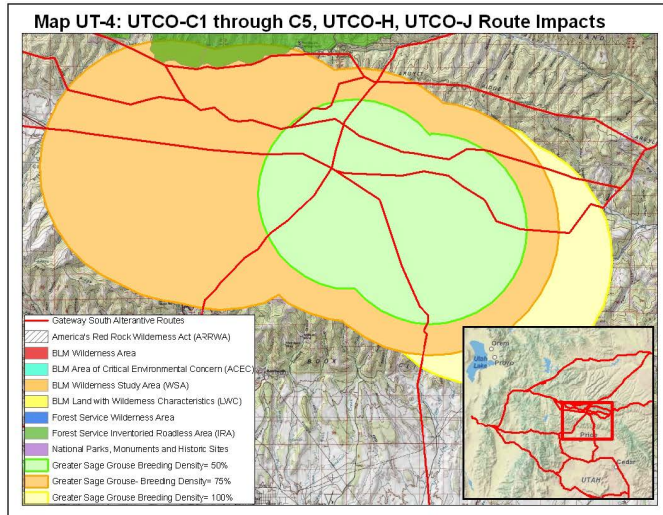 Map UT-4: UTCO-C1 through C5, UTCO-H, UTCO-J Route Impacts
LAND
RIDGE
BOOK
Gateway South Alterantive Routes
America's Red Rock Wilderness Act (ARRWA)
BLM Wilderness Area
BLM Area of Critical Environmental Concern (ACEC)
BLM Wilderness Study Area (WSA)
BLM Land with Wilderness Characteristics (LWC)
Forest Service Wilderness Area
Forest Service Inventoried Roadless Area (IRA)
National Parks, Monuments and Historic Sites
Greater Sage Grouse Breeding Density= 50%
Greater Sage Grouse- Breeding Density= 75%
Greater Sage Grouse Breeding Density= 100%
Orem
Utah
Lake
Provo
Price
Cedar
UTAH